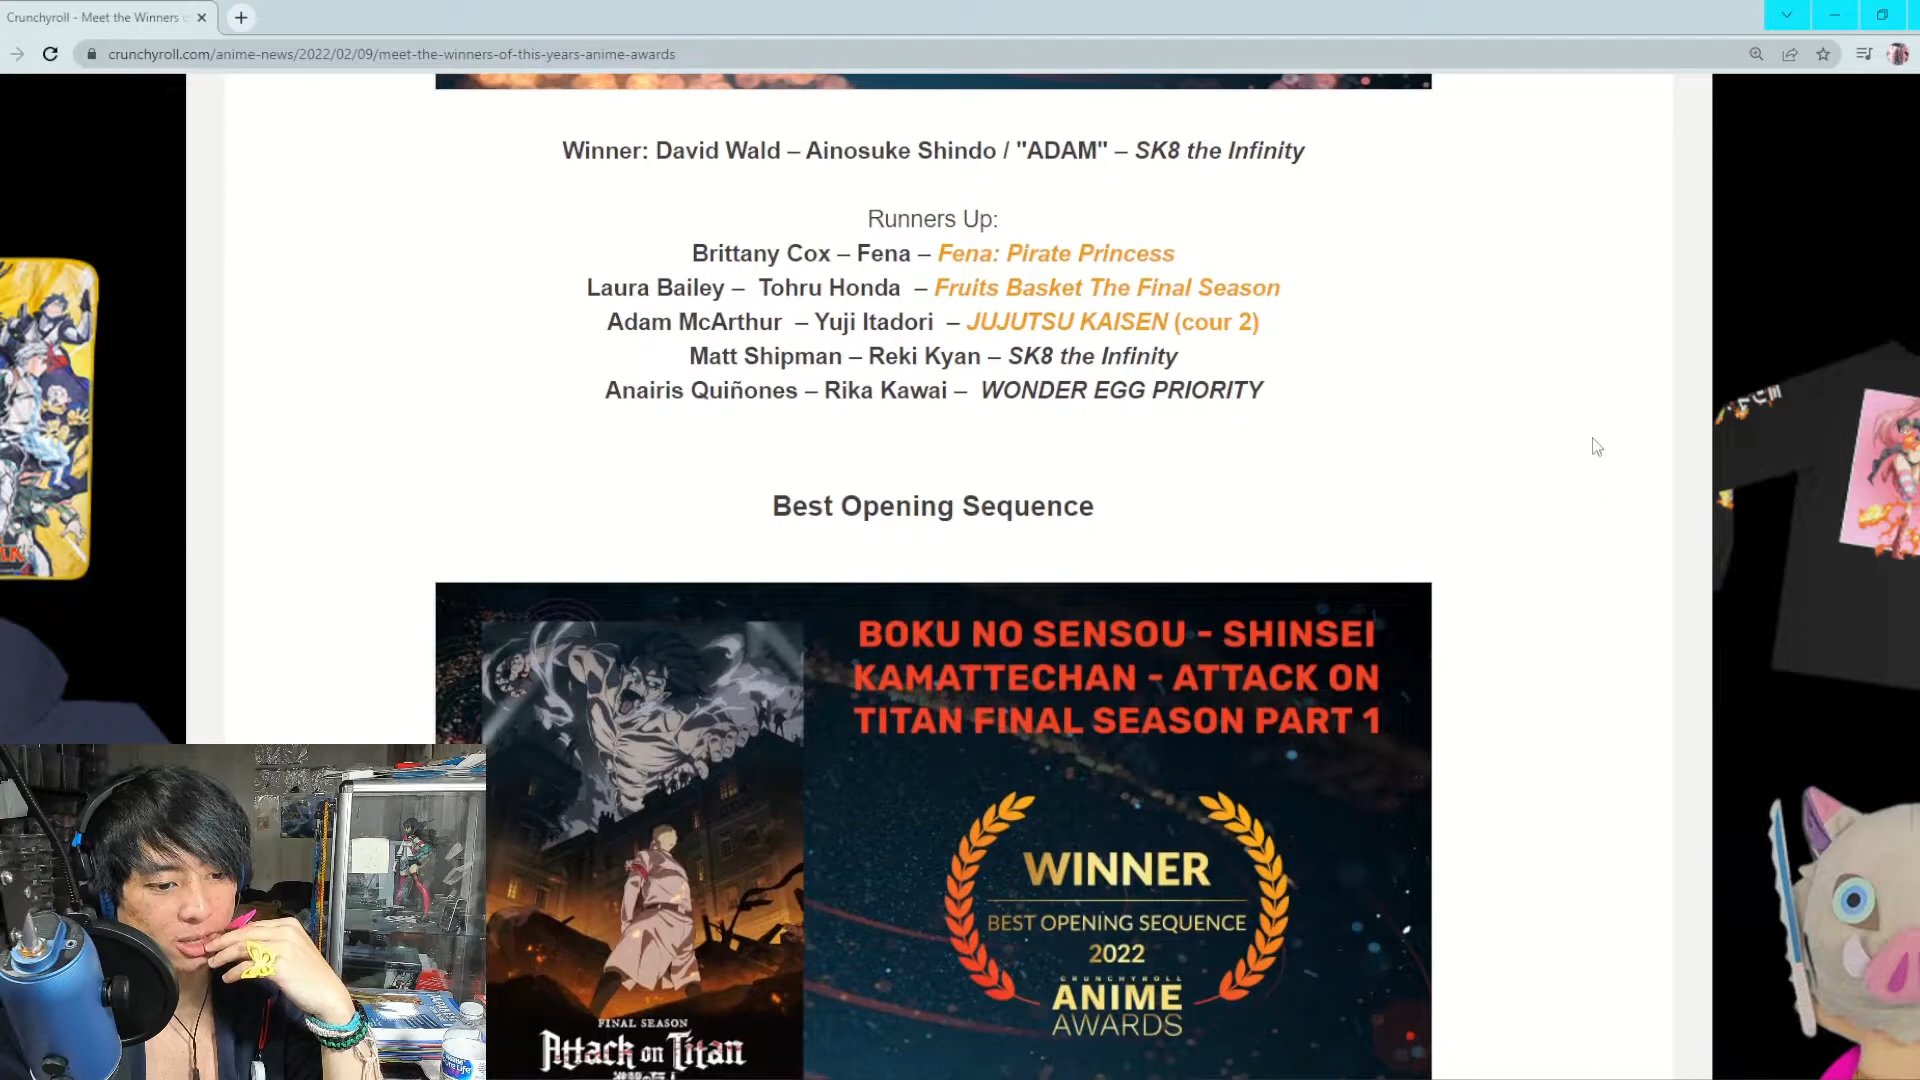 Crunchyroll - Meet the Winners
crunchyroll.com/anime-news/2022/02/09/meet-the-winners-of-this-years-anime-awards
Winner: David Wald – Ainosuke Shindo / "ADAM" – SK8 the Infinity
Runners Up:
Brittany Cox – Fena – Fena: Pirate Princess
Laura Bailey – Tohru Honda – Fruits Basket The Final Season
Adam McArthur – Yuji Itadori – JUJUTSU KAISEN (cour 2)
Matt Shipman – Reki Kyan – SK8 the Infinity
Anairis Quiñones – Rika Kawai – WONDER EGG PRIORITY
Best Opening Sequence
BOKU NO SENSOU - SHINSEI
KAMATTECHAN - ATTACK ON
TITAN FINAL SEASON PART 1
WINNER
BEST OPENING SEQUENCE
2022
CRUNCHYROLL
ANIME
AWARDS
FINAL SEASON
Attack on Titan